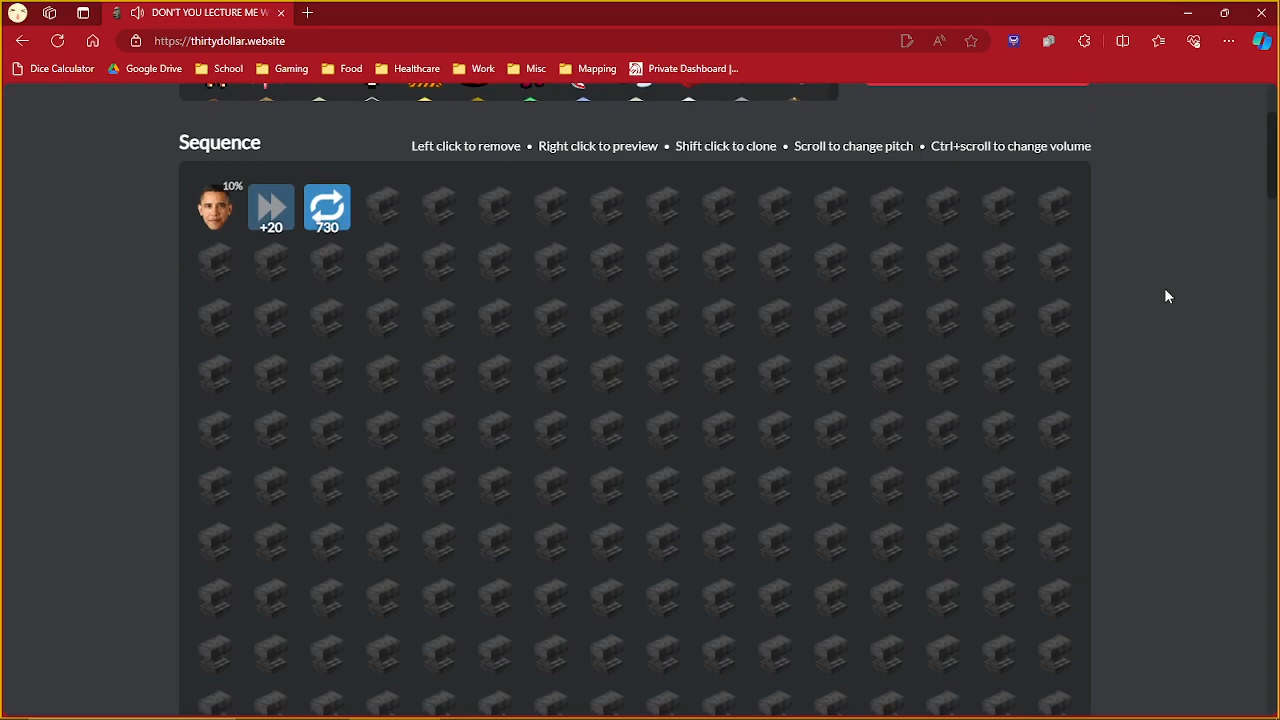 DON'T YOU LECTURE ME W
https://thirtydollar.website
Dice Calculator Google Drive School Gaming Food Healthcare Work Misc Mapping Private Dashboard |...
Sequence
Left click to remove • Right click to preview • Shift click to clone • Scroll to change pitch • Ctrl+scroll to change volume
10%
+20 730